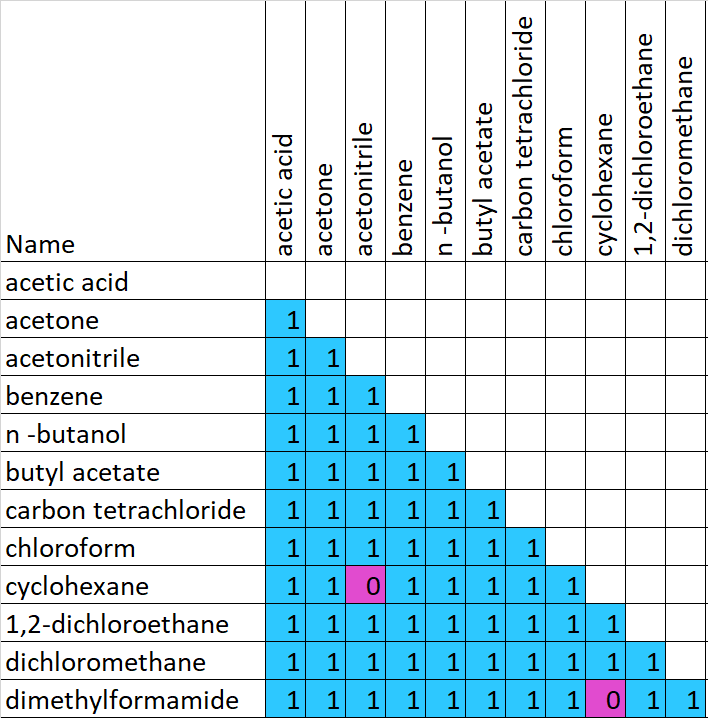 Name acetic acid acetone acetonitrile benzene n -butanol butyl acetate carbon tetrachloride chloroform cyclohexane 1,2-dichloroethane dichloromethane
acetic acid
acetone 1
acetonitrile 1 1
benzene 1 1 1
n -butanol 1 1 1 1
butyl acetate 1 1 1 1 1
carbon tetrachloride 1 1 1 1 1 1
chloroform 1 1 1 1 1 1 1
cyclohexane 1 1 0 1 1 1 1 1
1,2-dichloroethane 1 1 1 1 1 1 1 1 1
dichloromethane 1 1 1 1 1 1 1 1 1 1
dimethylformamide 1 1 1 1 1 1 1 1 0 1 1